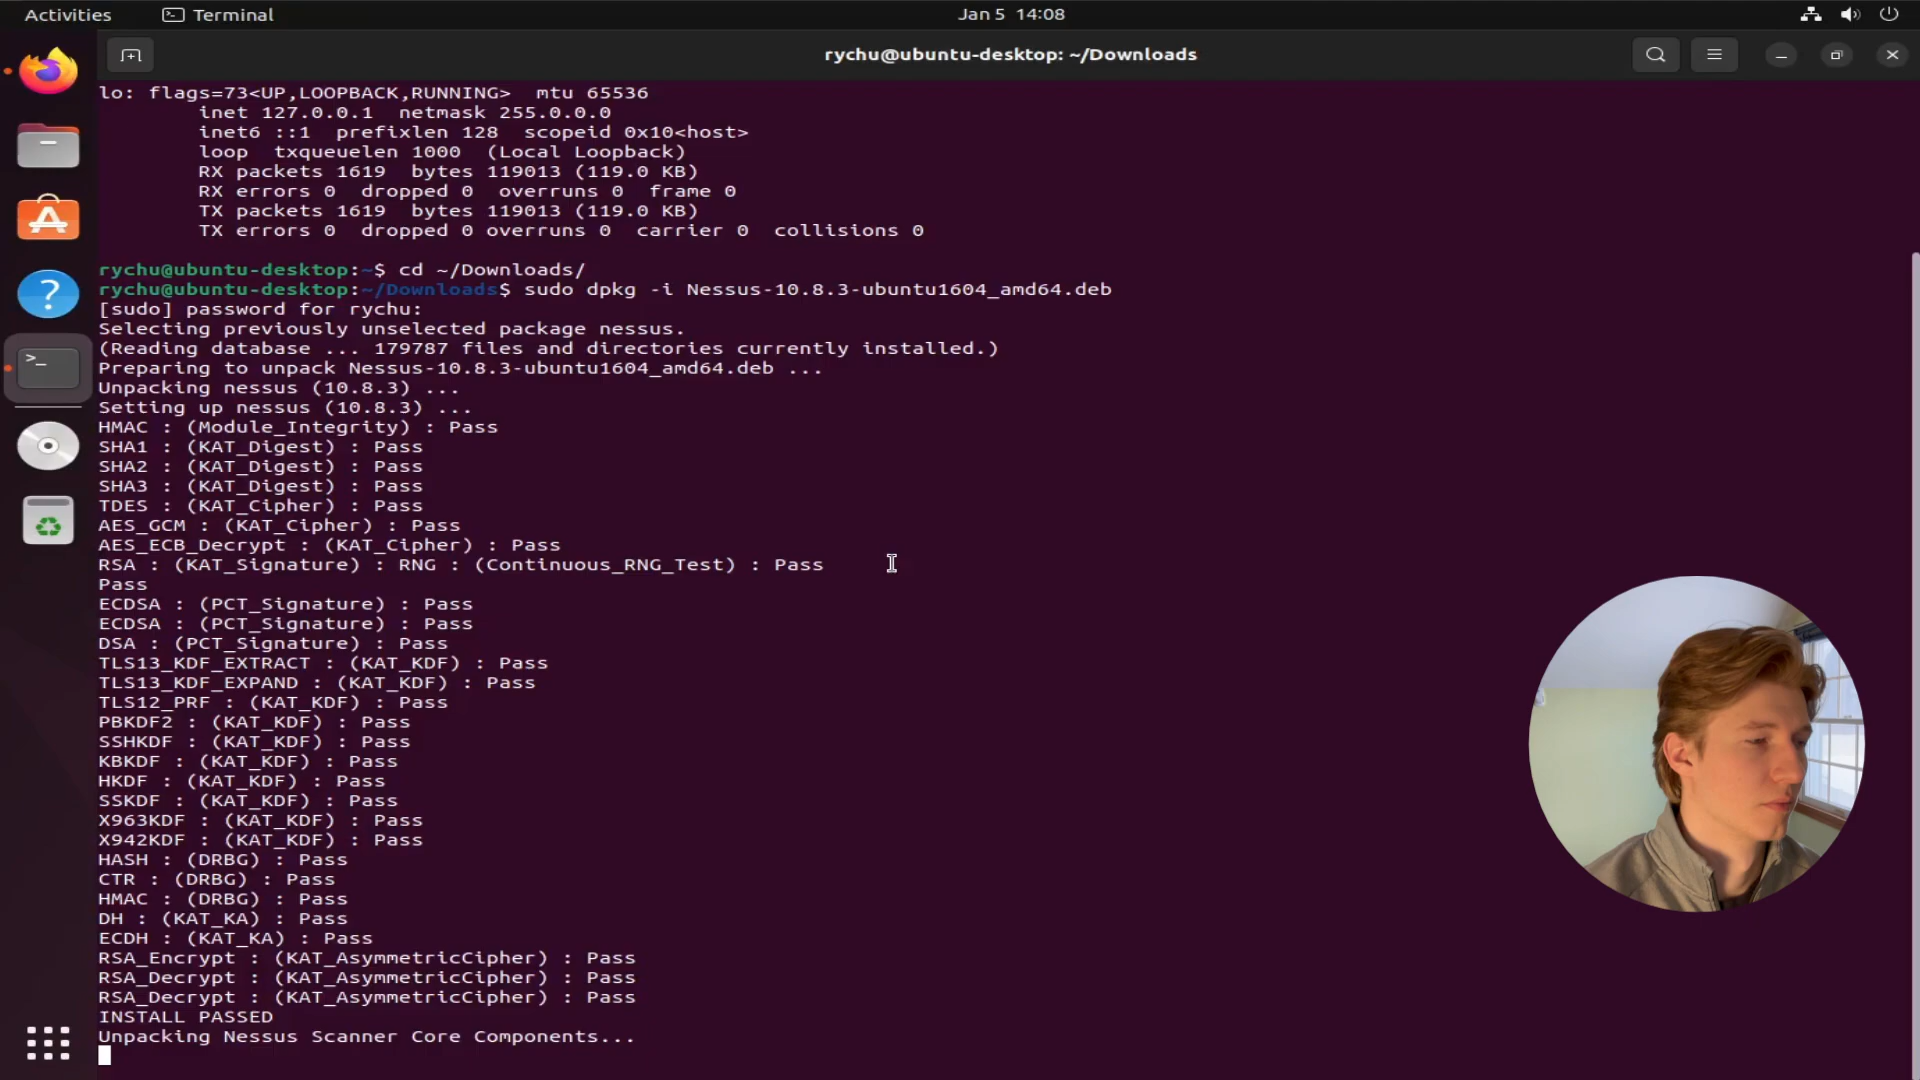 Activities
Terminal
Jan 5 14:08
rychu@ubuntu-desktop: ~/Downloads
lo: flags=73<UP,LOOPBACK,RUNNING>  mtu 65536
        inet 127.0.0.1  netmask 255.0.0.0
        inet6 ::1  prefixlen 128  scopeid 0x10<host>
        loop  txqueuelen 1000  (Local Loopback)
        RX packets 1619  bytes 119013 (119.0 KB)
        RX errors 0  dropped 0  overruns 0  frame 0
        TX packets 1619  bytes 119013 (119.0 KB)
        TX errors 0  dropped 0 overruns 0  carrier 0  collisions 0
rychu@ubuntu-desktop:~$ cd ~/Downloads/
rychu@ubuntu-desktop:~/Downloads$ sudo dpkg -i Nessus-10.8.3-ubuntu1604_amd64.deb
[sudo] password for rychu:
Selecting previously unselected package nessus.
(Reading database ... 179787 files and directories currently installed.)
Preparing to unpack Nessus-10.8.3-ubuntu1604_amd64.deb ...
Unpacking nessus (10.8.3) ...
Setting up nessus (10.8.3) ...
HMAC : (Module_Integrity) : Pass
SHA1 : (KAT_Digest) : Pass
SHA2 : (KAT_Digest) : Pass
SHA3 : (KAT_Digest) : Pass
TDES : (KAT_Cipher) : Pass
AES_GCM : (KAT_Cipher) : Pass
AES_ECB_Decrypt : (KAT_Cipher) : Pass
RSA : (KAT_Signature) : RNG : (Continuous_RNG_Test) : Pass
Pass
ECDSA : (PCT_Signature) : Pass
ECDSA : (PCT_Signature) : Pass
DSA : (PCT_Signature) : Pass
TLS13_KDF_EXTRACT : (KAT_KDF) : Pass
TLS13_KDF_EXPAND : (KAT_KDF) : Pass
TLS12_PRF : (KAT_KDF) : Pass
PBKDF2 : (KAT_KDF) : Pass
SSHKDF : (KAT_KDF) : Pass
KBKDF : (KAT_KDF) : Pass
HKDF : (KAT_KDF) : Pass
SSKDF : (KAT_KDF) : Pass
X963KDF : (KAT_KDF) : Pass
X942KDF : (KAT_KDF) : Pass
HASH : (DRBG) : Pass
CTR : (DRBG) : Pass
HMAC : (DRBG) : Pass
DH : (KAT_KA) : Pass
ECDH : (KAT_KA) : Pass
RSA_Encrypt : (KAT_AsymmetricCipher) : Pass
RSA_Decrypt : (KAT_AsymmetricCipher) : Pass
RSA_Decrypt : (KAT_AsymmetricCipher) : Pass
INSTALL PASSED
Unpacking Nessus Scanner Core Components...